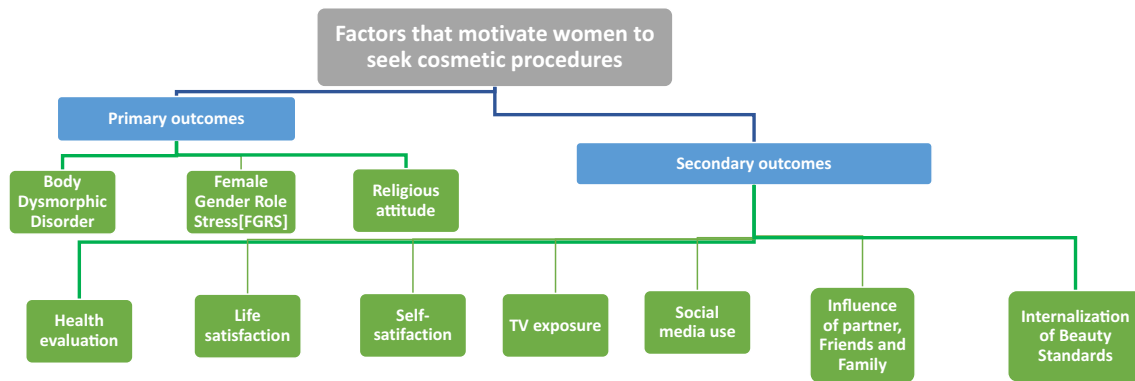 Factors that motivate women to
seek cosmetic procedures
Primary outcomes
Secondary outcomes
Body
Dysmorphic
Disorder
Female
Gender Role
Stress[FGRS]
Religious
attitude
Health
evaluation
Life
satisfaction
Self-
satifaction
TV exposure
Social
media use
Influence
of partner,
Friends and
Family
Internalization
of Beauty
Standards